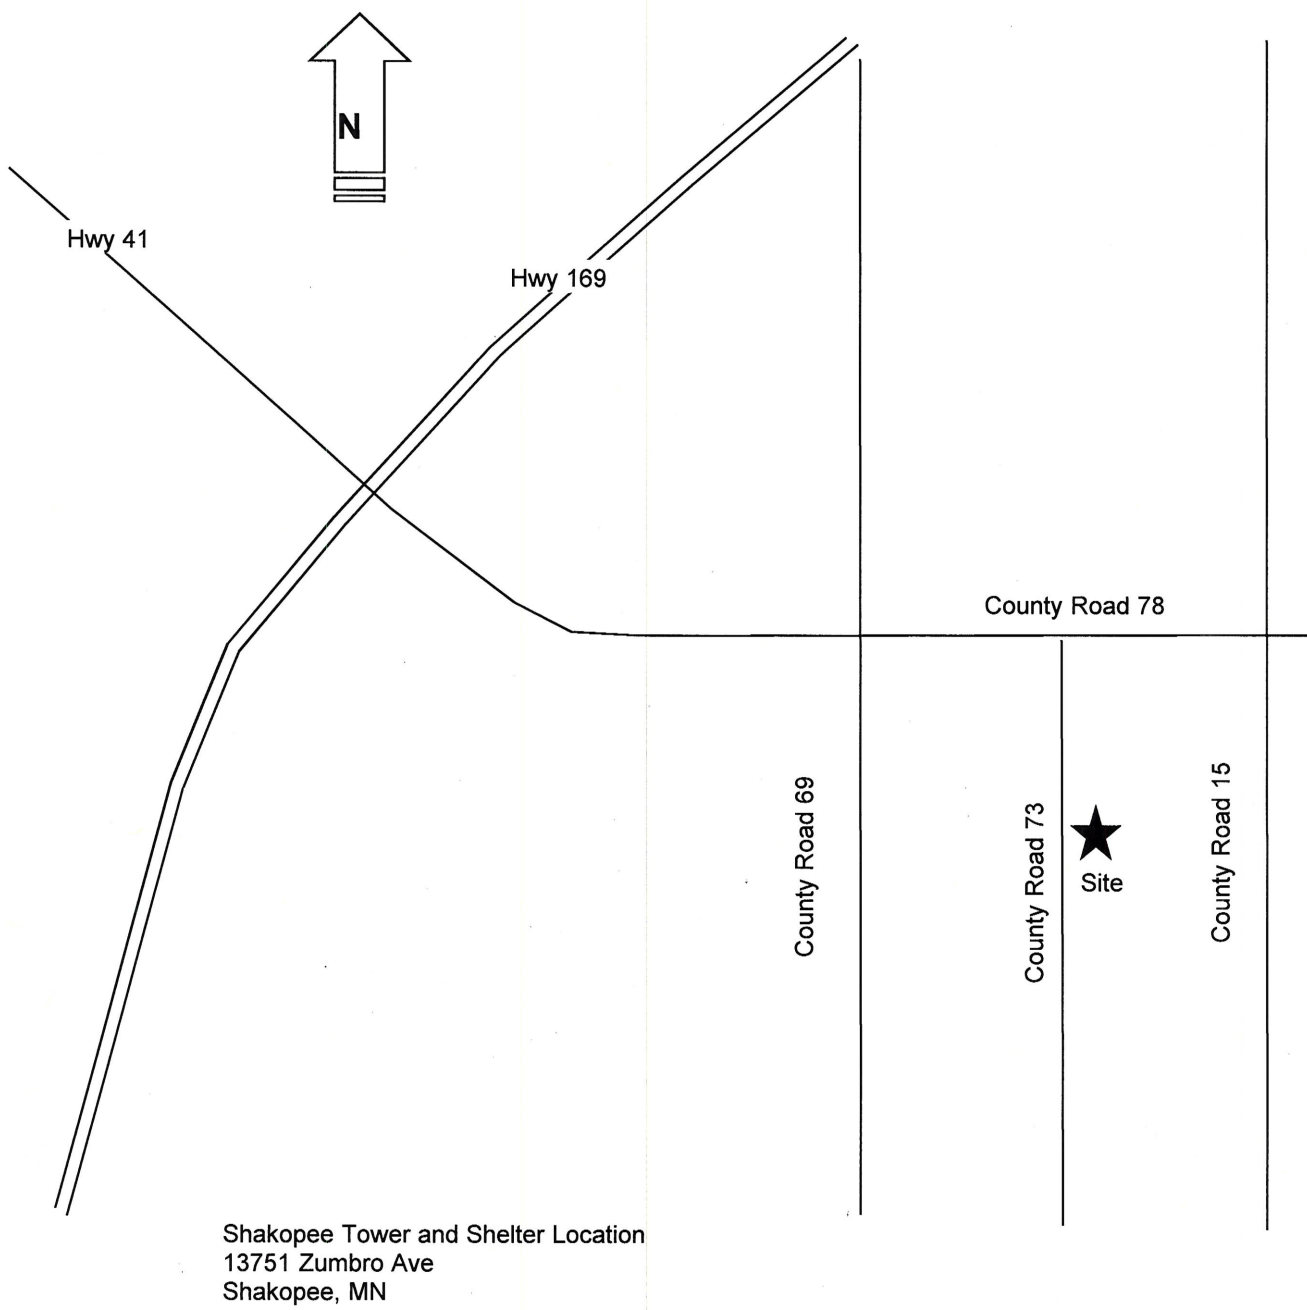 N
Hwy 41
Hwy 169
County Road 78
County Road 69
County Road 73
County Road 15
Site
Shakopee Tower and Shelter Location
13751 Zumbro Ave
Shakopee, MN